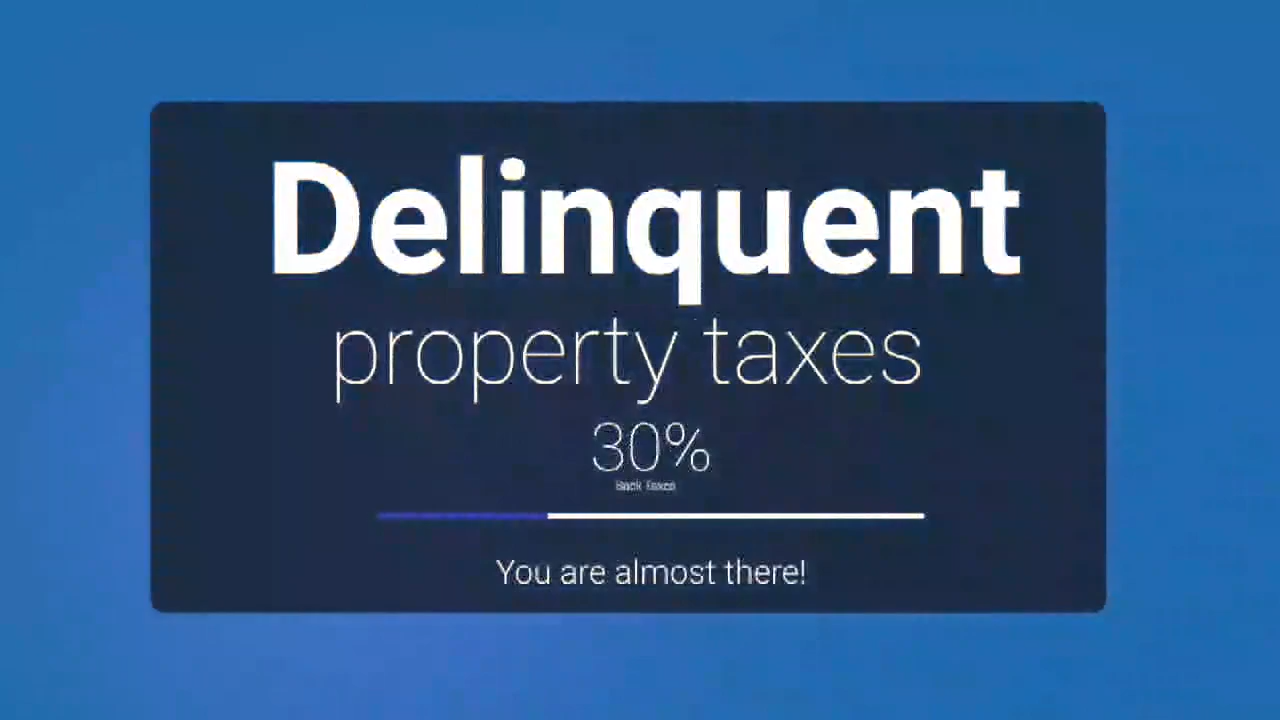 Delinquent
property taxes
30%
Back Taxes
You are almost there!